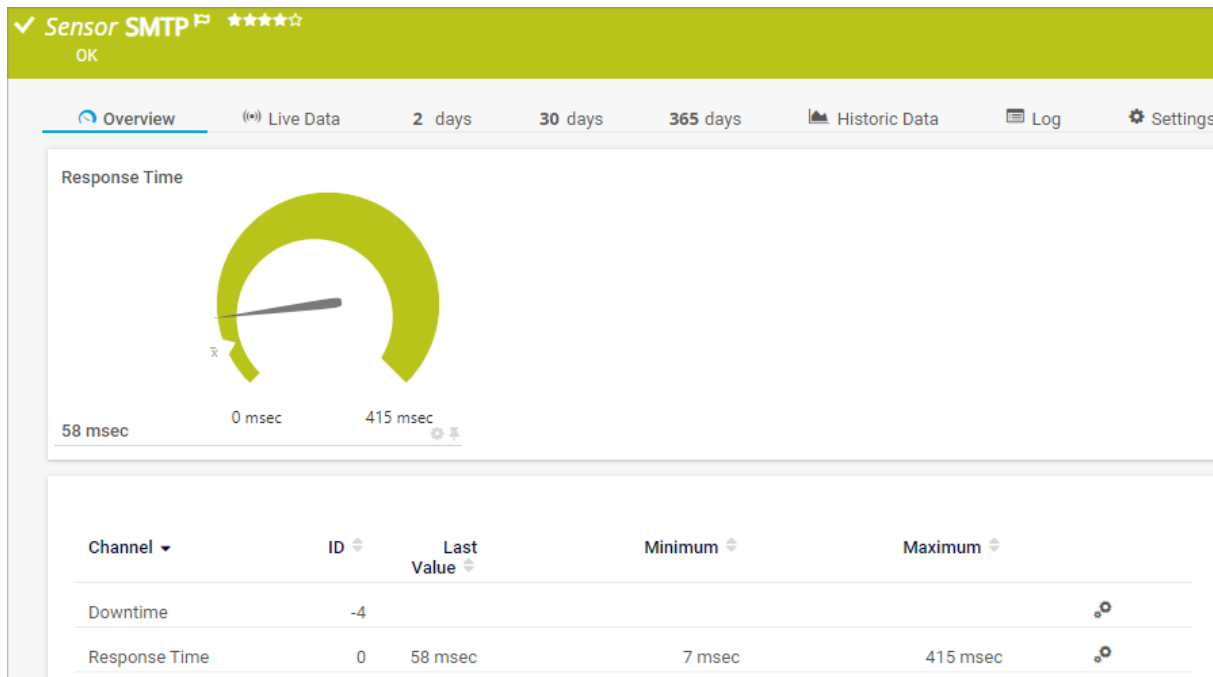 Sensor SMTP
OK
Overview Live Data 2 days 30 days 365 days Historic Data Log Settings
Response Time
x̅
0 msec 415 msec
58 msec
Channel ID Last Value Minimum Maximum
Downtime -4
Response Time 0 58 msec 7 msec 415 msec